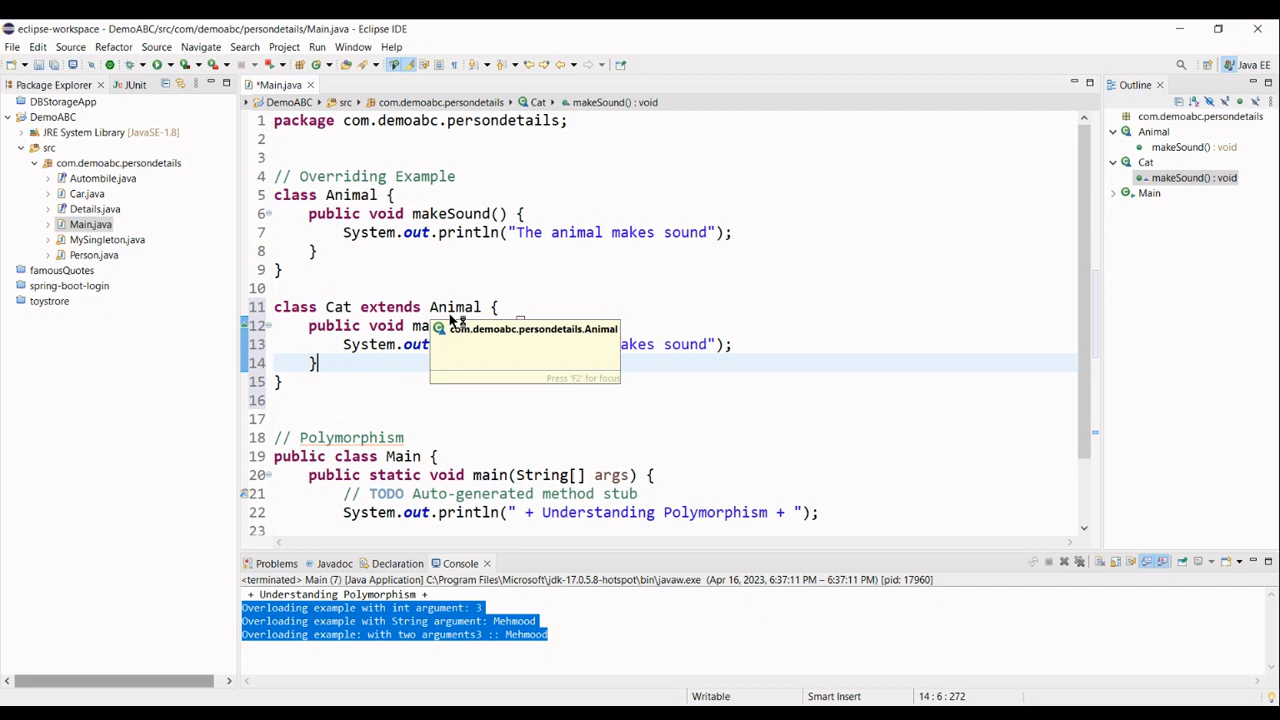 eclipse-workspace - DemoABC/src/com/demoabc/persondetails/Main.java - Eclipse IDE
File Edit Source Refactor Source Navigate Search Project Run Window Help
Java EE
Package Explorer
JUnit
DBStorageApp
DemoABC
JRE System Library [JavaSE-1.8]
src
com.demoabc.persondetails
Autombile.java
Car.java
Details.java
Main.java
MySingleton.java
Person.java
famousQuotes
spring-boot-login
toystore
*Main.java
DemoABC src com.demoabc.persondetails Cat makeSound() : void
1 package com.demoabc.persondetails;
2
3
4 // Overriding Example
5 class Animal {
6 public void makeSound() {
7 System.out.println("The animal makes sound");
8 }
9 }
10
11 class Cat extends Animal {
12 public void ma
com.demoabc.persondetails.Animal
13 System.out akes sound");
Press 'F2' for focus
14 }
15 }
16
17
18 // Polymorphism
19 public class Main {
20 public static void main(String[] args) {
21 // TODO Auto-generated method stub
22 System.out.println(" + Understanding Polymorphism + ");
23
Outline
com.demoabc.persondetails
Animal
makeSound() : void
Cat
makeSound() : void
Main
Problems Javadoc Declaration Console
<terminated> Main (7) [Java Application] C:\Program Files\Microsoft\jdk-17.0.5.8-hotspot\bin\javaw.exe (Apr 16, 2023, 6:37:11 PM – 6:37:11 PM) [pid: 17960]
+ Understanding Polymorphism +
Overloading example with int argument: 3
Overloading example with String argument: Mehmood
Overloading example: with two arguments3 :: Mehmood
Writable
Smart Insert
14 : 6 : 272